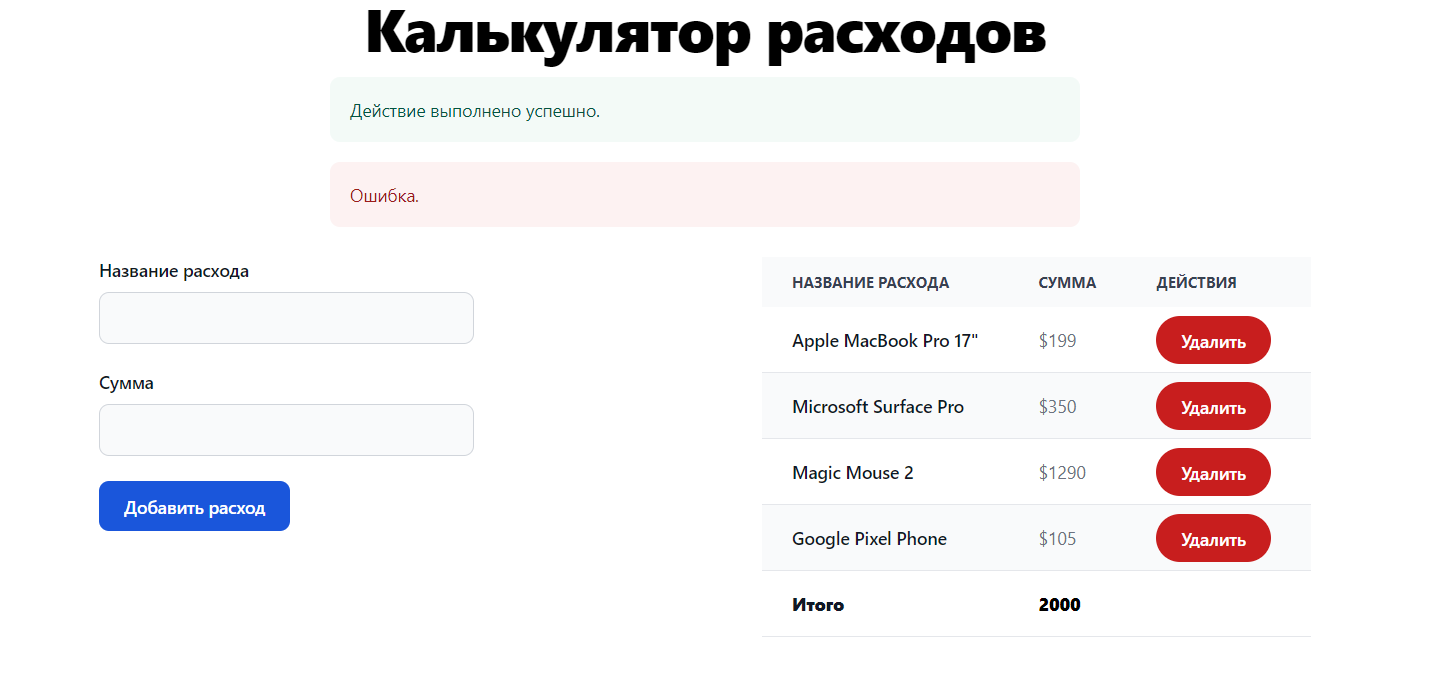 Калькулятор расходов
Действие выполнено успешно.
Ошибка.
Название расхода
Сумма
Добавить расход
НАЗВАНИЕ РАСХОДА СУММА ДЕЙСТВИЯ
Apple MacBook Pro 17" $199 Удалить
Microsoft Surface Pro $350 Удалить
Magic Mouse 2 $1290 Удалить
Google Pixel Phone $105 Удалить
Итого 2000